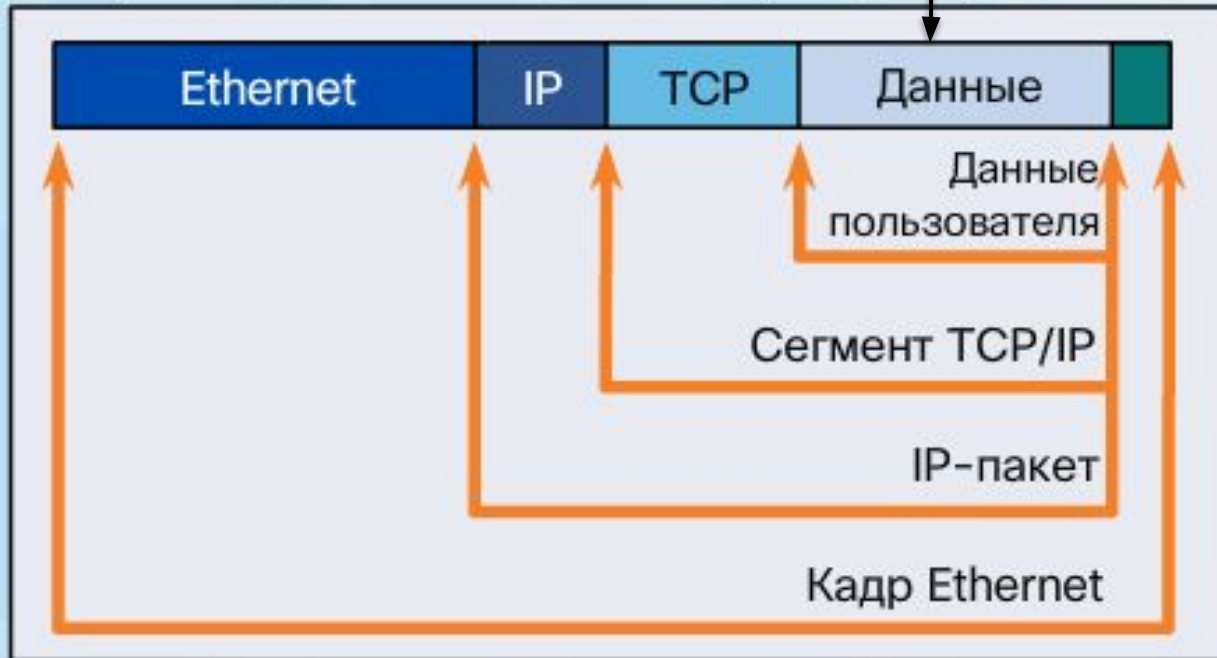 Ethernet IP TCP Данные
Данные
пользователя
Сегмент TCP/IP
IP-пакет
Кадр Ethernet